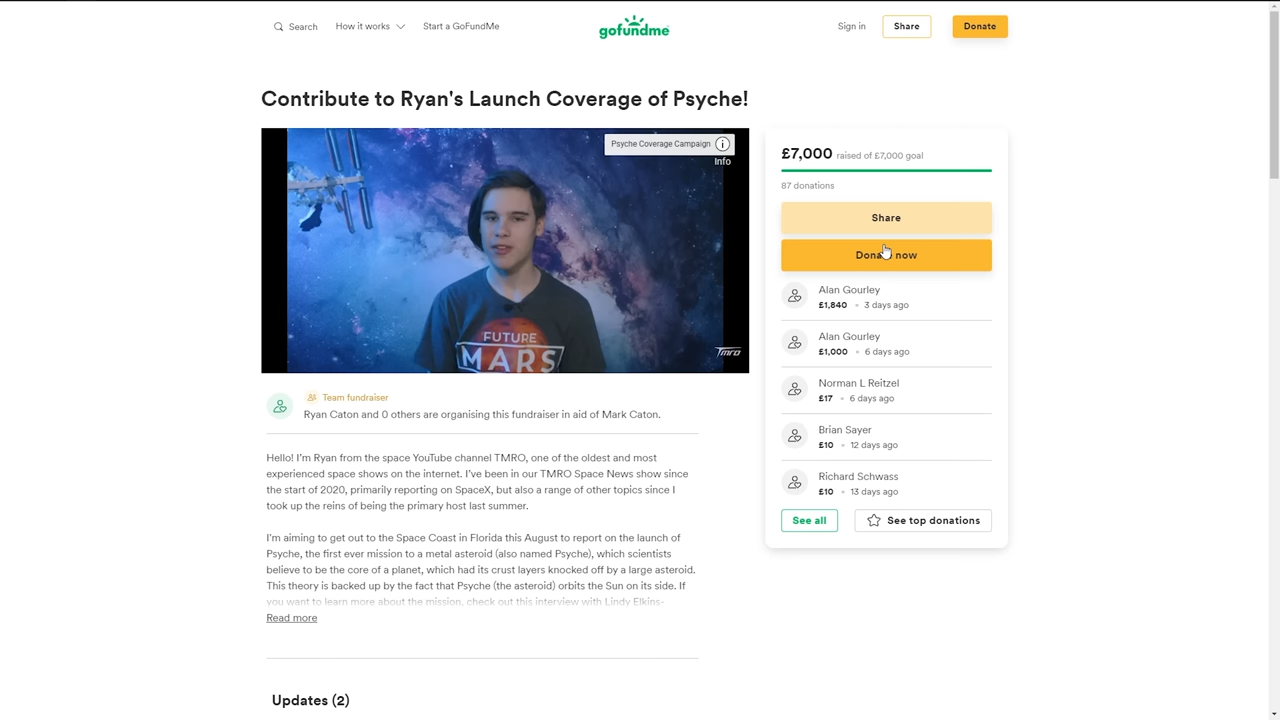 Search
How it works
Start a GoFundMe
gofundme
Sign in
Share
Donate
Contribute to Ryan's Launch Coverage of Psyche!
Psyche Coverage Campaign
Info
FUTURE
MARS
TMRO
Team fundraiser
Ryan Caton and 0 others are organising this fundraiser in aid of Mark Caton.
Hello! I'm Ryan from the space YouTube channel TMRO, one of the oldest and most
experienced space shows on the internet. I've been in our TMRO Space News show since
the start of 2020, primarily reporting on SpaceX, but also a range of other topics since I
took up the reins of being the primary host last summer.
I'm aiming to get out to the Space Coast in Florida this August to report on the launch of
Psyche, the first ever mission to a metal asteroid (also named Psyche), which scientists
believe to be the core of a planet, which had its crust layers knocked off by a large asteroid.
This theory is backed up by the fact that Psyche (the asteroid) orbits the Sun on its side. If
you want to learn more about the mission, check out this interview with Lindy Elkins-
Read more
Updates (2)
£7,000 raised of £7,000 goal
87 donations
Share
Donate now
Alan Gourley
£1,840 • 3 days ago
Alan Gourley
£1,000 • 6 days ago
Norman L Reitzel
£17 • 6 days ago
Brian Sayer
£10 • 12 days ago
Richard Schwass
£10 • 13 days ago
See all
See top donations